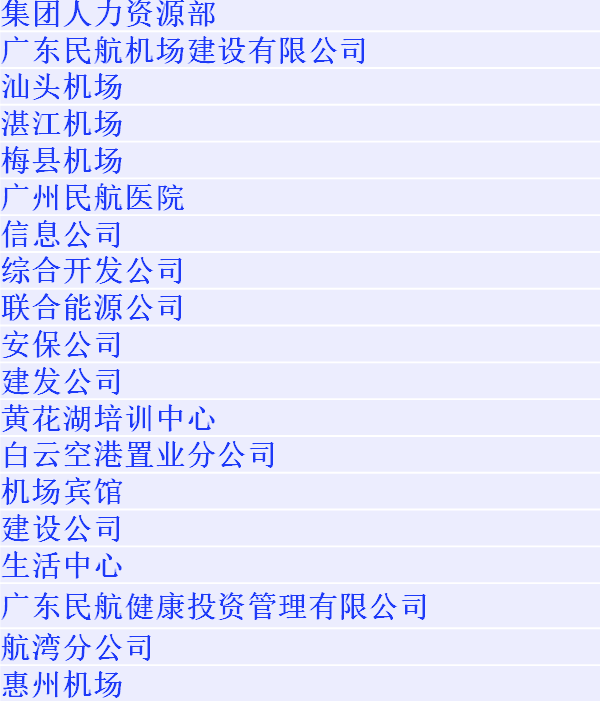 集团人力资源部
广东民航机场建设有限公司
汕头机场
湛江机场
梅县机场
广州民航医院
信息公司
综合开发公司
联合能源公司
安保公司
建发公司
黄花湖培训中心
白云空港置业分公司
机场宾馆
建设公司
生活中心
广东民航健康投资管理有限公司
航湾分公司
惠州机场